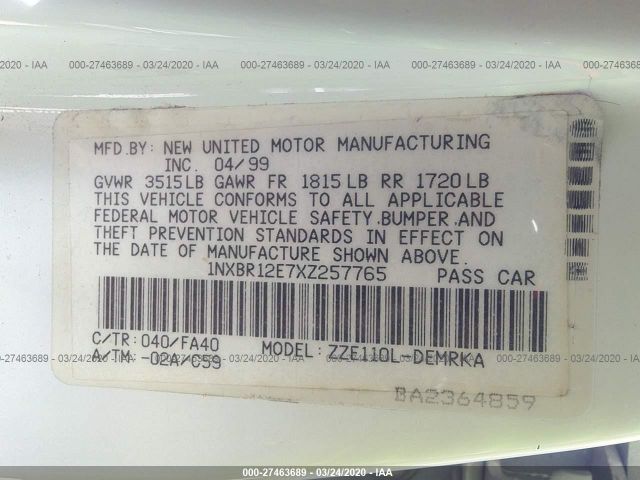 000-27463689 - 03/24/2020 - IAA
MFD.BY: NEW UNITED MOTOR MANUFACTURING
INC. 04/99
GVWR 3515LB GAWR FR 1815LB RR 1720LB
THIS VEHICLE CONFORMS TO ALL APPLICABLE
FEDERAL MOTOR VEHICLE SAFETY.BUMPER.AND
THEFT PREVENTION STANDARDS IN EFFECT ON
THE DATE OF MANUFACTURE SHOWN ABOVE.
1NXBR12E7XZ257765 PASS CAR
C/TR: 040/FA40 MODEL: ZZE110L-DEMRKA
A/TM: -02A/C59
BA2364859
000-27463689 - 03/24/2020 - IAA